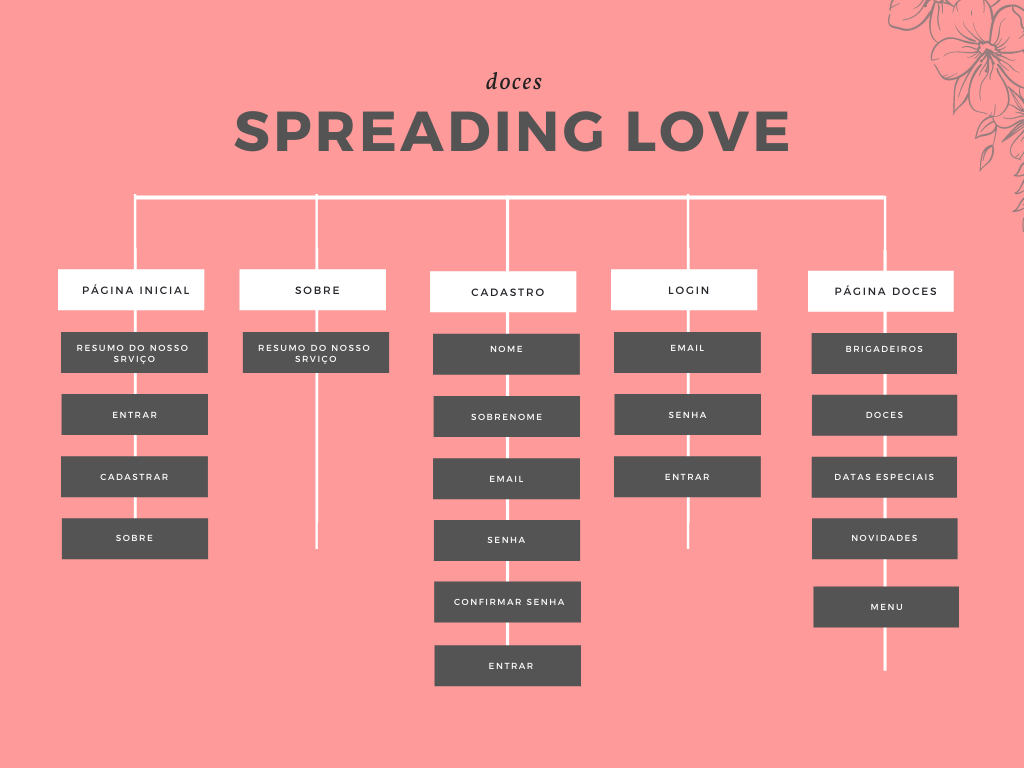 doces
SPREADING LOVE
PÁGINA INICIAL
RESUMO DO NOSSO
SRVIÇO
ENTRAR
CADASTRAR
SOBRE
SOBRE
RESUMO DO NOSSO
SRVIÇO
CADASTRO
NOME
SOBRENOME
EMAIL
SENHA
CONFIRMAR SENHA
ENTRAR
LOGIN
EMAIL
SENHA
ENTRAR
PÁGINA DOCES
BRIGADEIROS
DOCES
DATAS ESPECIAIS
NOVIDADES
MENU